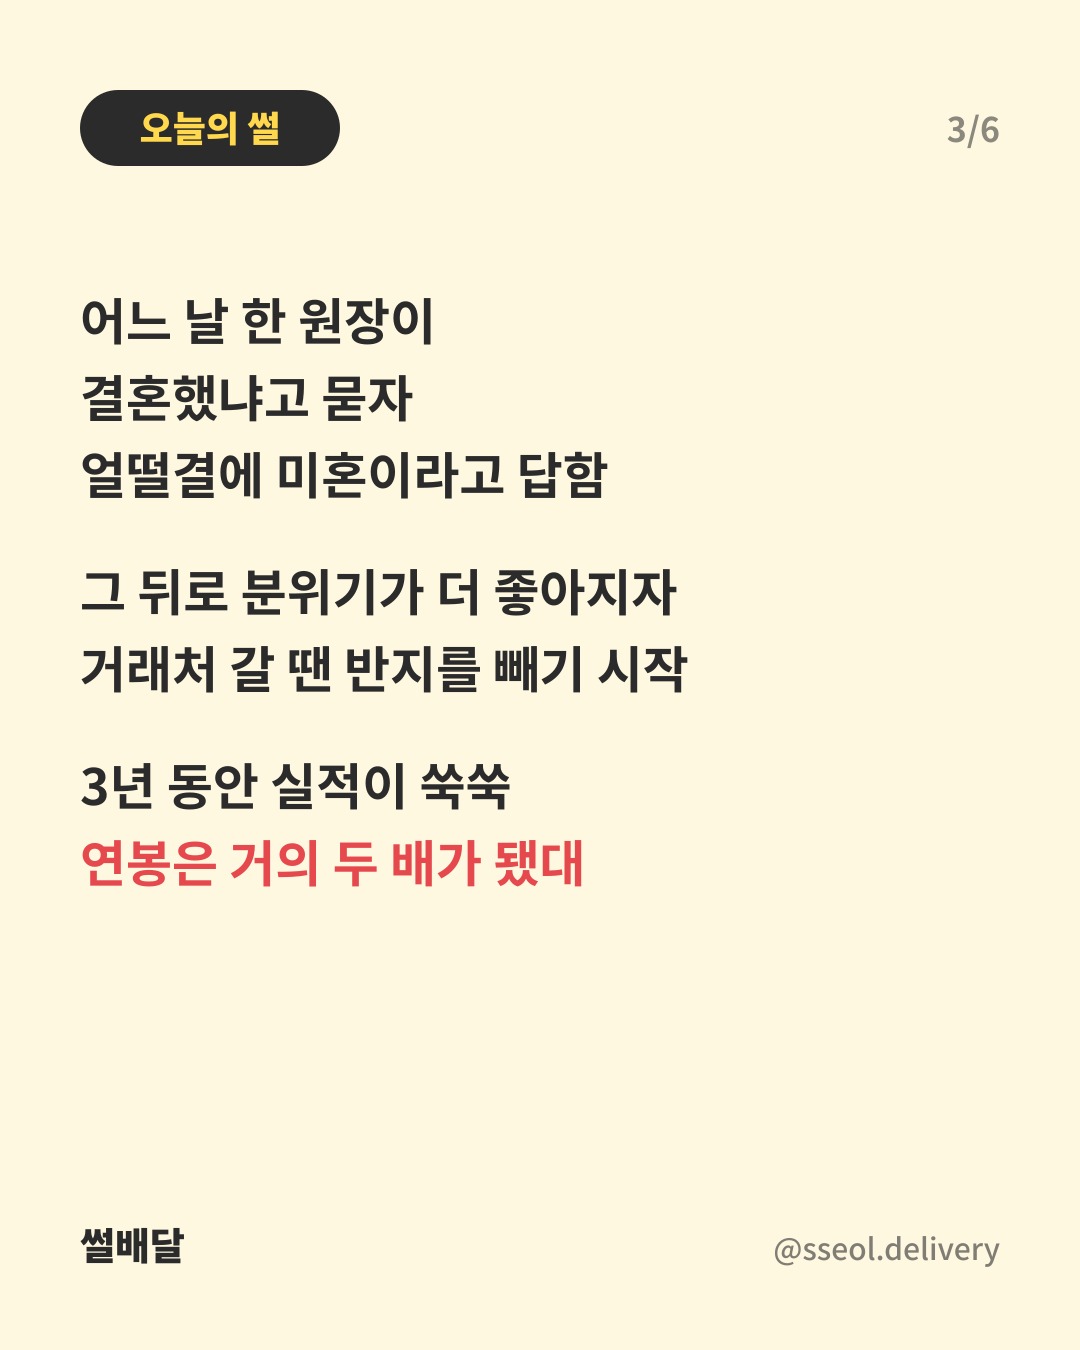 오늘의 썰
3/6
어느 날 한 원장이
결혼했냐고 묻자
얼떨결에 미혼이라고 답함
그 뒤로 분위기가 더 좋아지자
거래처 갈 땐 반지를 빼기 시작
3년 동안 실적이 쑥쑥
연봉은 거의 두 배가 됐대
썰배달
@sseol.delivery